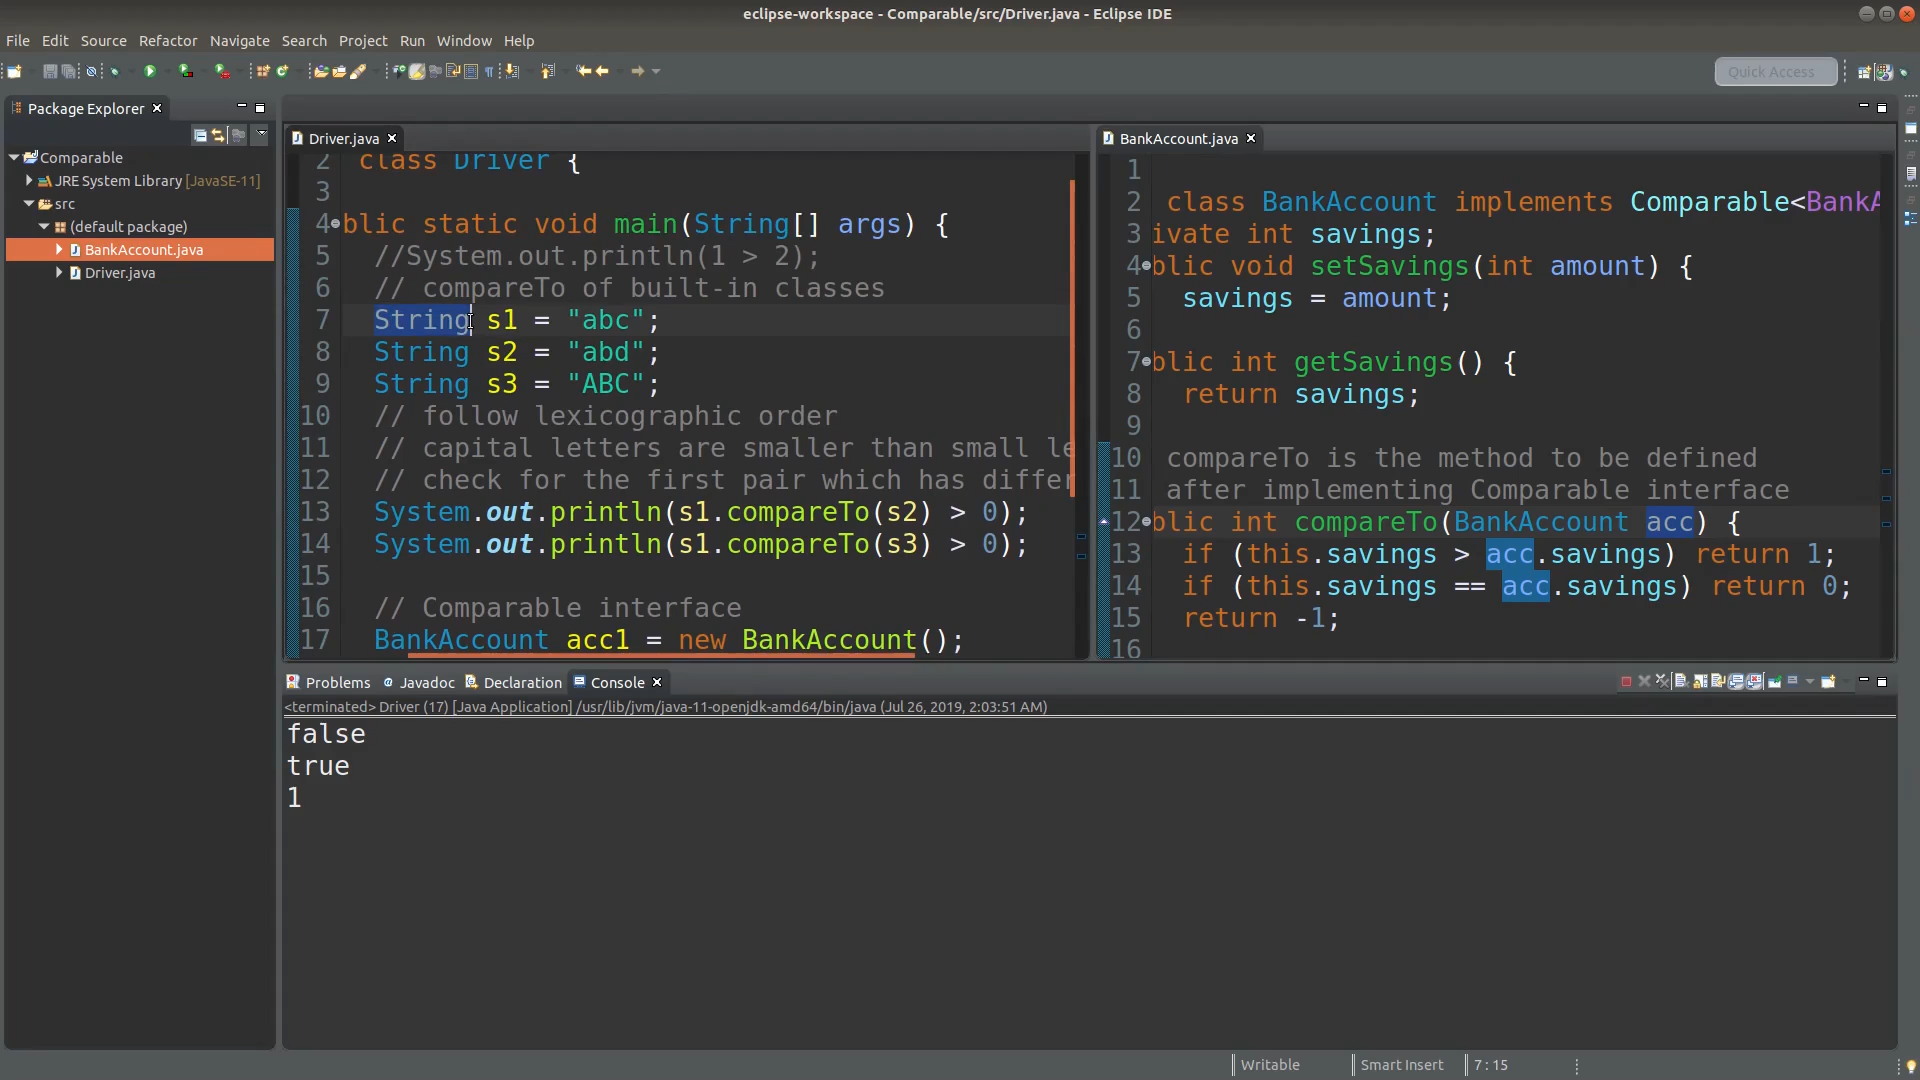 eclipse-workspace - Comparable/src/Driver.java - Eclipse IDE
File Edit Source Refactor Navigate Search Project Run Window Help
Quick Access
Package Explorer
Comparable
JRE System Library [JavaSE-11]
src
(default package)
BankAccount.java
Driver.java
Driver.java
2 class Driver {
3
4 blic static void main(String[] args) {
5 //System.out.println(1 > 2);
6 // compareTo of built-in classes
7 String s1 = "abc";
8 String s2 = "abd";
9 String s3 = "ABC";
10 // follow lexicographic order
11 // capital letters are smaller than small le
12 // check for the first pair which has differ
13 System.out.println(s1.compareTo(s2) > 0);
14 System.out.println(s1.compareTo(s3) > 0);
15
16 // Comparable interface
17 BankAccount acc1 = new BankAccount();
BankAccount.java
1
2 class BankAccount implements Comparable<BankA
3 ivate int savings;
4 blic void setSavings(int amount) {
5 savings = amount;
6
7 blic int getSavings() {
8 return savings;
9
10 compareTo is the method to be defined
11 after implementing Comparable interface
12 blic int compareTo(BankAccount acc) {
13 if (this.savings > acc.savings) return 1;
14 if (this.savings == acc.savings) return 0;
15 return -1;
16
Problems Javadoc Declaration Console
<terminated> Driver (17) [Java Application] /usr/lib/jvm/java-11-openjdk-amd64/bin/java (Jul 26, 2019, 2:03:51 AM)
false
true
1
Writable Smart Insert 7 : 15